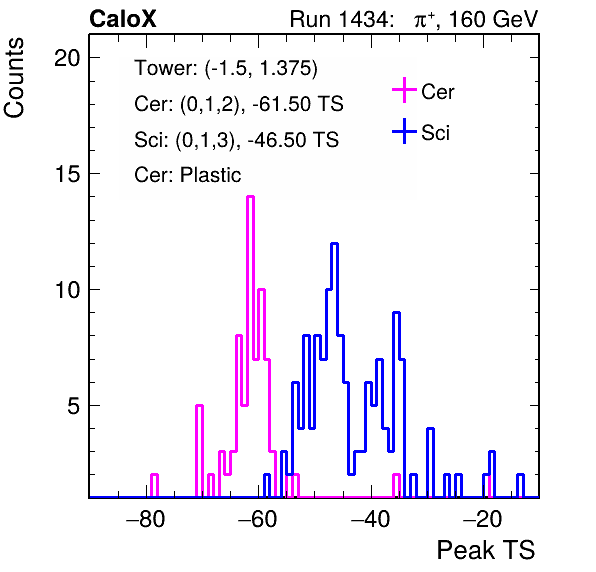 CaloX Run 1434: π⁺, 160 GeV
Counts
20
15
10
5
Tower: (-1.5, 1.375)
Cer: (0,1,2), -61.50 TS
Sci: (0,1,3), -46.50 TS
Cer: Plastic
Cer
Sci
−80 −60 −40 −20
Peak TS